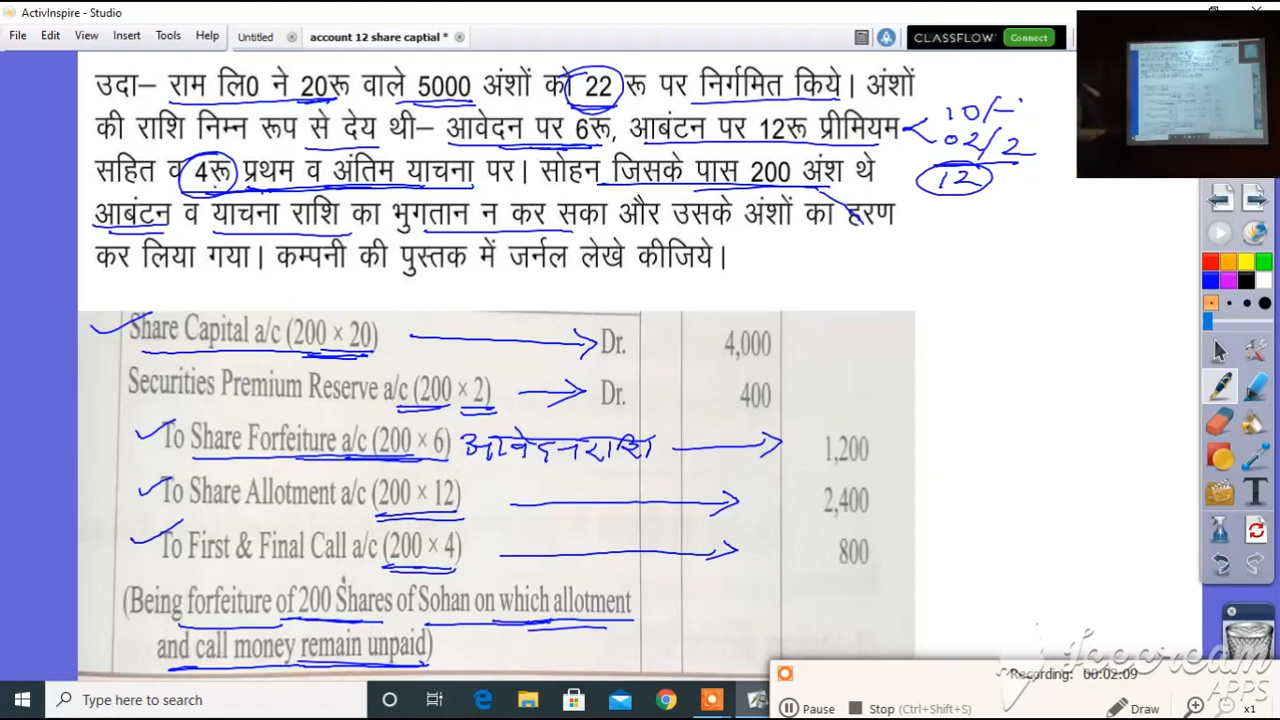 ActivInspire - Studio
File Edit View Insert Tools Help Untitled account 12 share captial * CLASSFLOW Connect
उदा– राम लि0 ने 20रू वाले 5000 अंशों को 22 रू पर निर्गमित किये। अंशों
की राशि निम्न रूप से देय थी– आवेदन पर 6रू, आबंटन पर 12रू प्रीमियम
10/-
02/2
12
सहित व 4रू प्रथम व अंतिम याचना पर। सोहन जिसके पास 200 अंश थे
आबंटन व याचना राशि का भुगतान न कर सका और उसके अंशों का हरण
कर लिया गया। कम्पनी की पुस्तक में जर्नल लेखे कीजिये।
Share Capital a/c (200 × 20) Dr. 4,000
Securities Premium Reserve a/c (200 × 2) Dr. 400
To Share Forfeiture a/c (200 × 6) आवेदन राशि 1,200
To Share Allotment a/c (200 × 12) 2,400
To First & Final Call a/c (200 × 4) 800
(Being forfeiture of 200 Shares of Sohan on which allotment
and call money remain unpaid)
Icecream
APPS
Recording: 00:02:09
Pause Stop (Ctrl+Shift+S) Draw x1
Type here to search